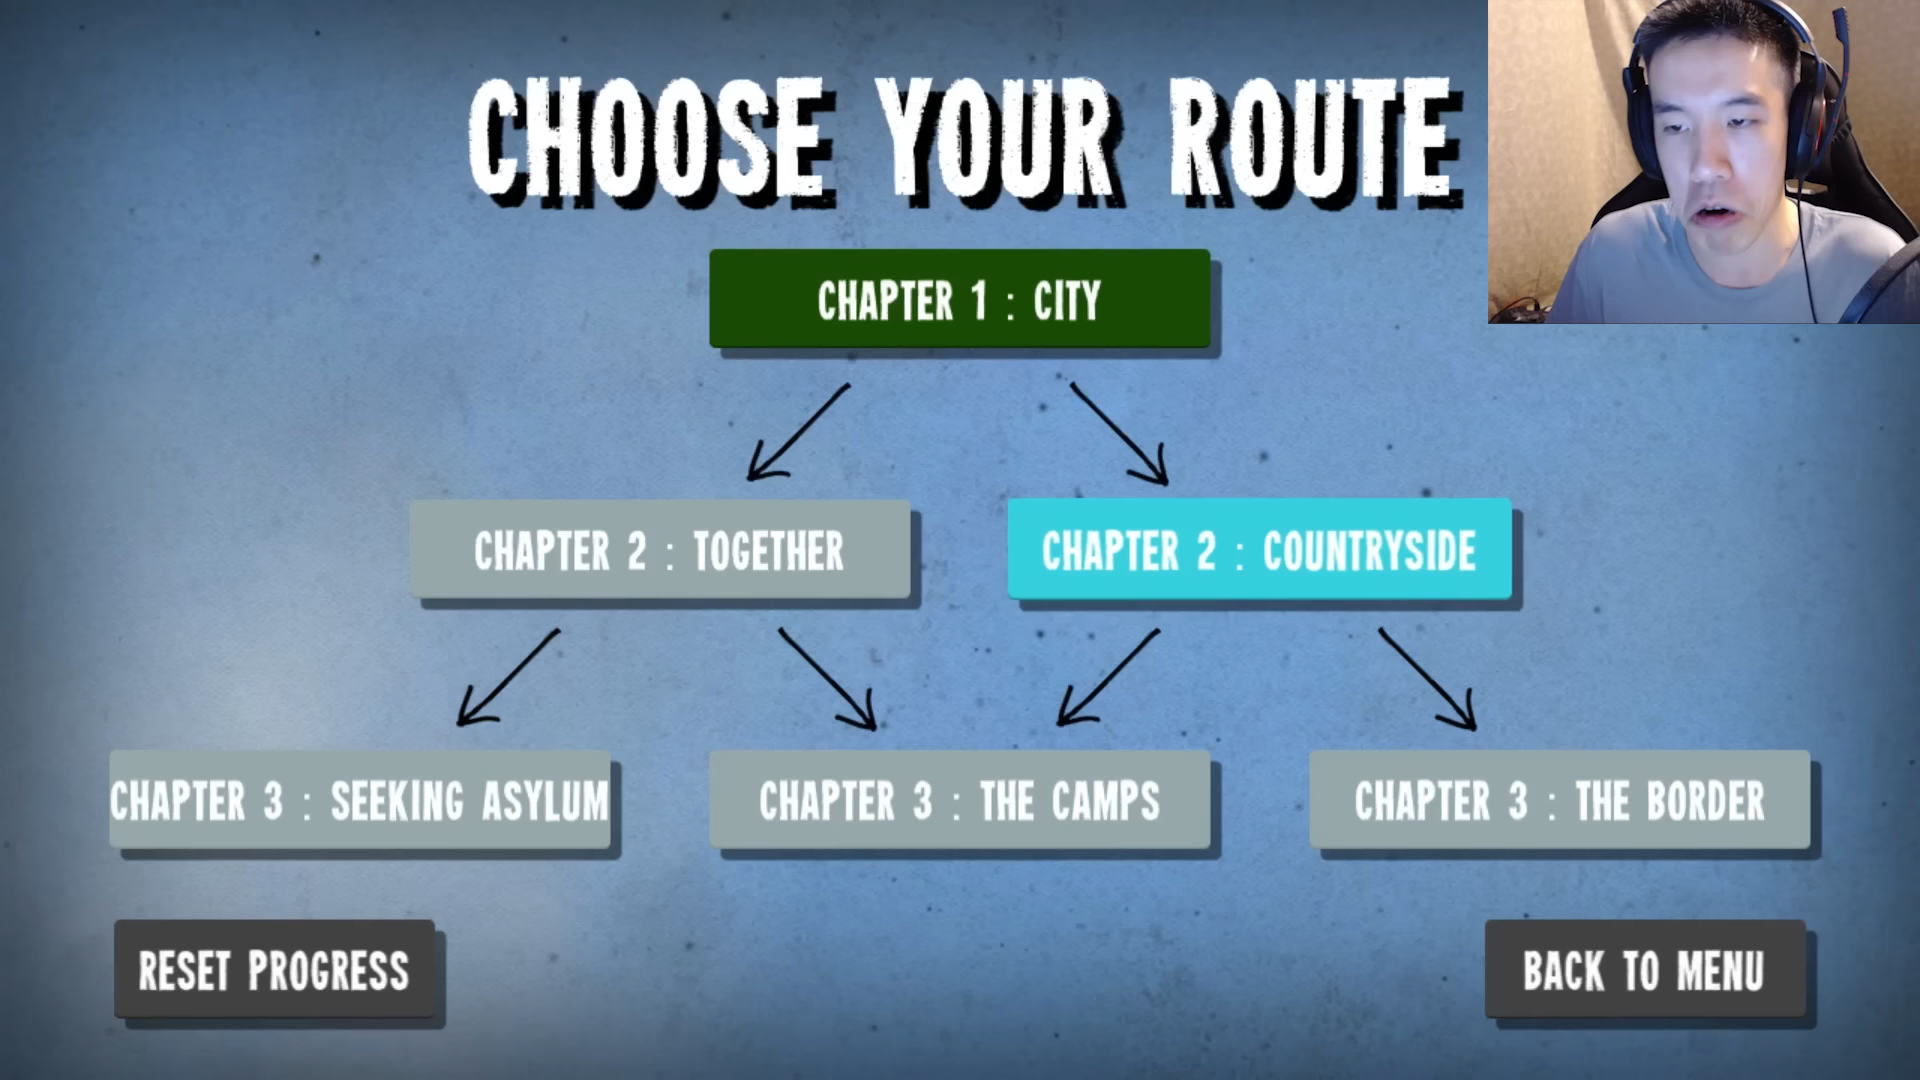 CHOOSE YOUR ROUTE
CHAPTER 1 : CITY
CHAPTER 2 : TOGETHER
CHAPTER 2 : COUNTRYSIDE
CHAPTER 3 : SEEKING ASYLUM
CHAPTER 3 : THE CAMPS
CHAPTER 3 : THE BORDER
RESET PROGRESS
BACK TO MENU